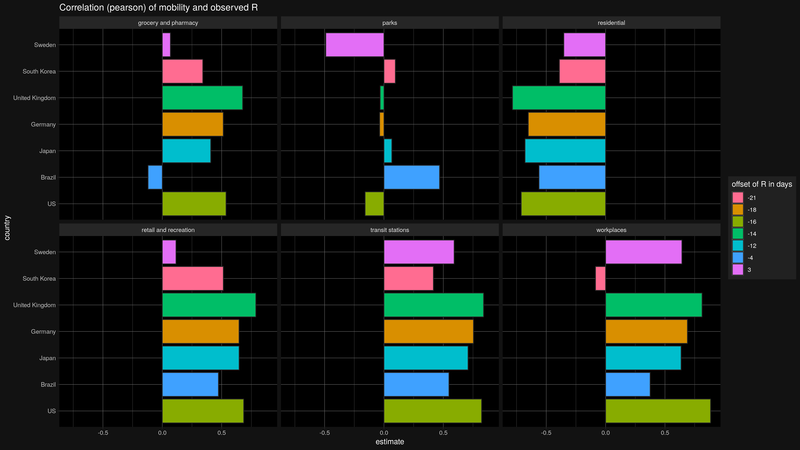 Correlation (pearson) of mobility and observed R
grocery and pharmacy
parks
residential
Sweden
South Korea
United Kingdom
Germany
Japan
Brazil
US
retail and recreation
transit stations
workplaces
Sweden
South Korea
United Kingdom
Germany
Japan
Brazil
US
-0.5 0.0 0.5
-0.5 0.0 0.5
-0.5 0.0 0.5
estimate
country
offset of R in days
-21
-18
-16
-14
-12
-4
3